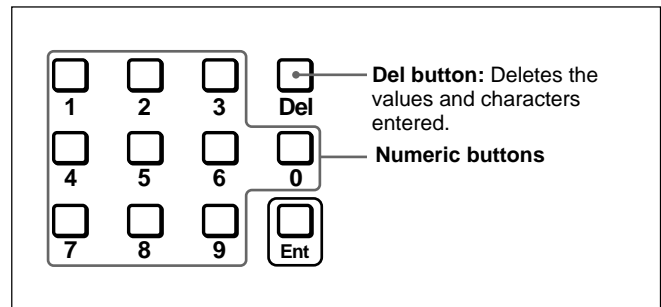 1 2 3 Del
Del button: Deletes the
values and characters
entered.
4 5 6 0
Numeric buttons
7 8 9 Ent